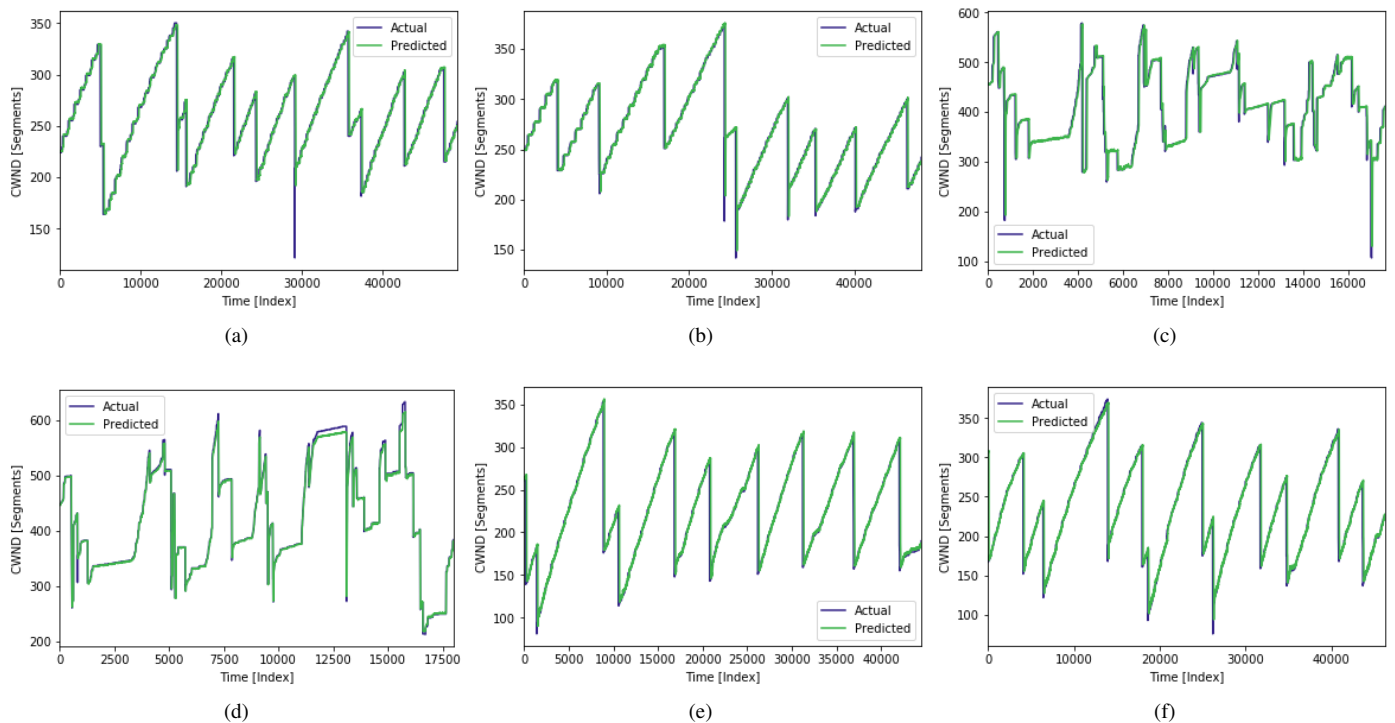 350
300
250
200
150
CWND [Segments]
0
10000
20000
30000
40000
Time [Index]
Actual
Predicted
(a)
350
300
250
200
150
CWND [Segments]
0
10000
20000
30000
40000
Time [Index]
Actual
Predicted
(b)
600
500
400
300
200
100
CWND [Segments]
0
2000
4000
6000
8000
10000
12000
14000
16000
Time [Index]
Actual
Predicted
(c)
600
500
400
300
200
CWND [Segments]
0
2500
5000
7500
10000
12500
15000
17500
Time [Index]
Actual
Predicted
(d)
350
300
250
200
150
100
CWND [Segments]
0
5000
10000
15000
20000
25000
30000
35000
40000
Time [Index]
Actual
Predicted
(e)
350
300
250
200
150
100
CWND [Segments]
0
10000
20000
30000
40000
Time [Index]
Actual
Predicted
(f)